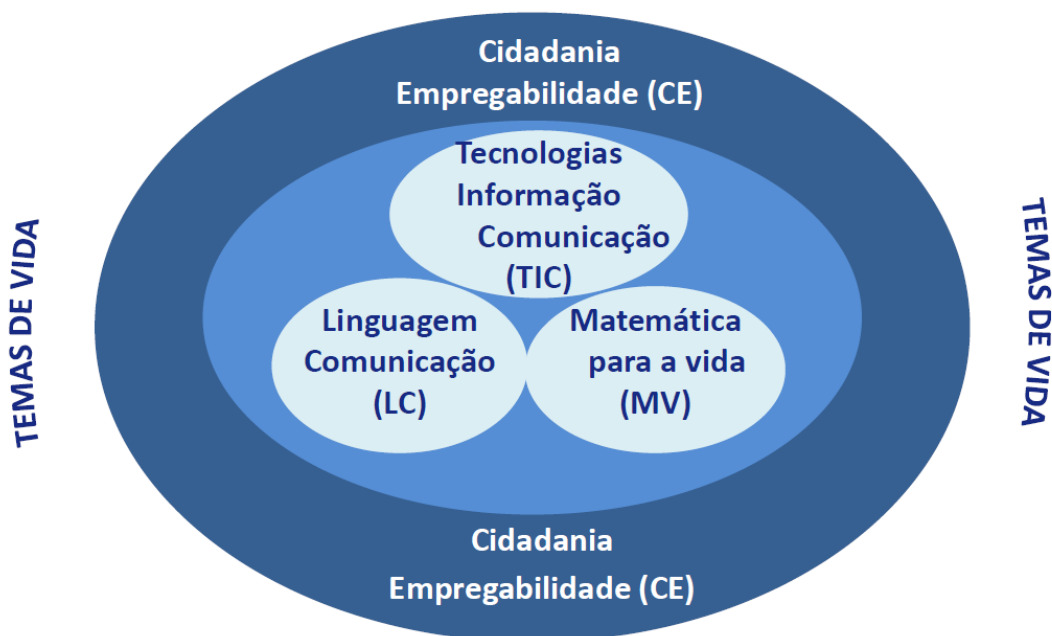 Cidadania
Empregabilidade (CE)
Tecnologias
Informação
Comunicação
(TIC)
TEMAS DE VIDA
TEMAS DE VIDA
Linguagem
Comunicação
(LC)
Matemática
para a vida
(MV)
Cidadania
Empregabilidade (CE)